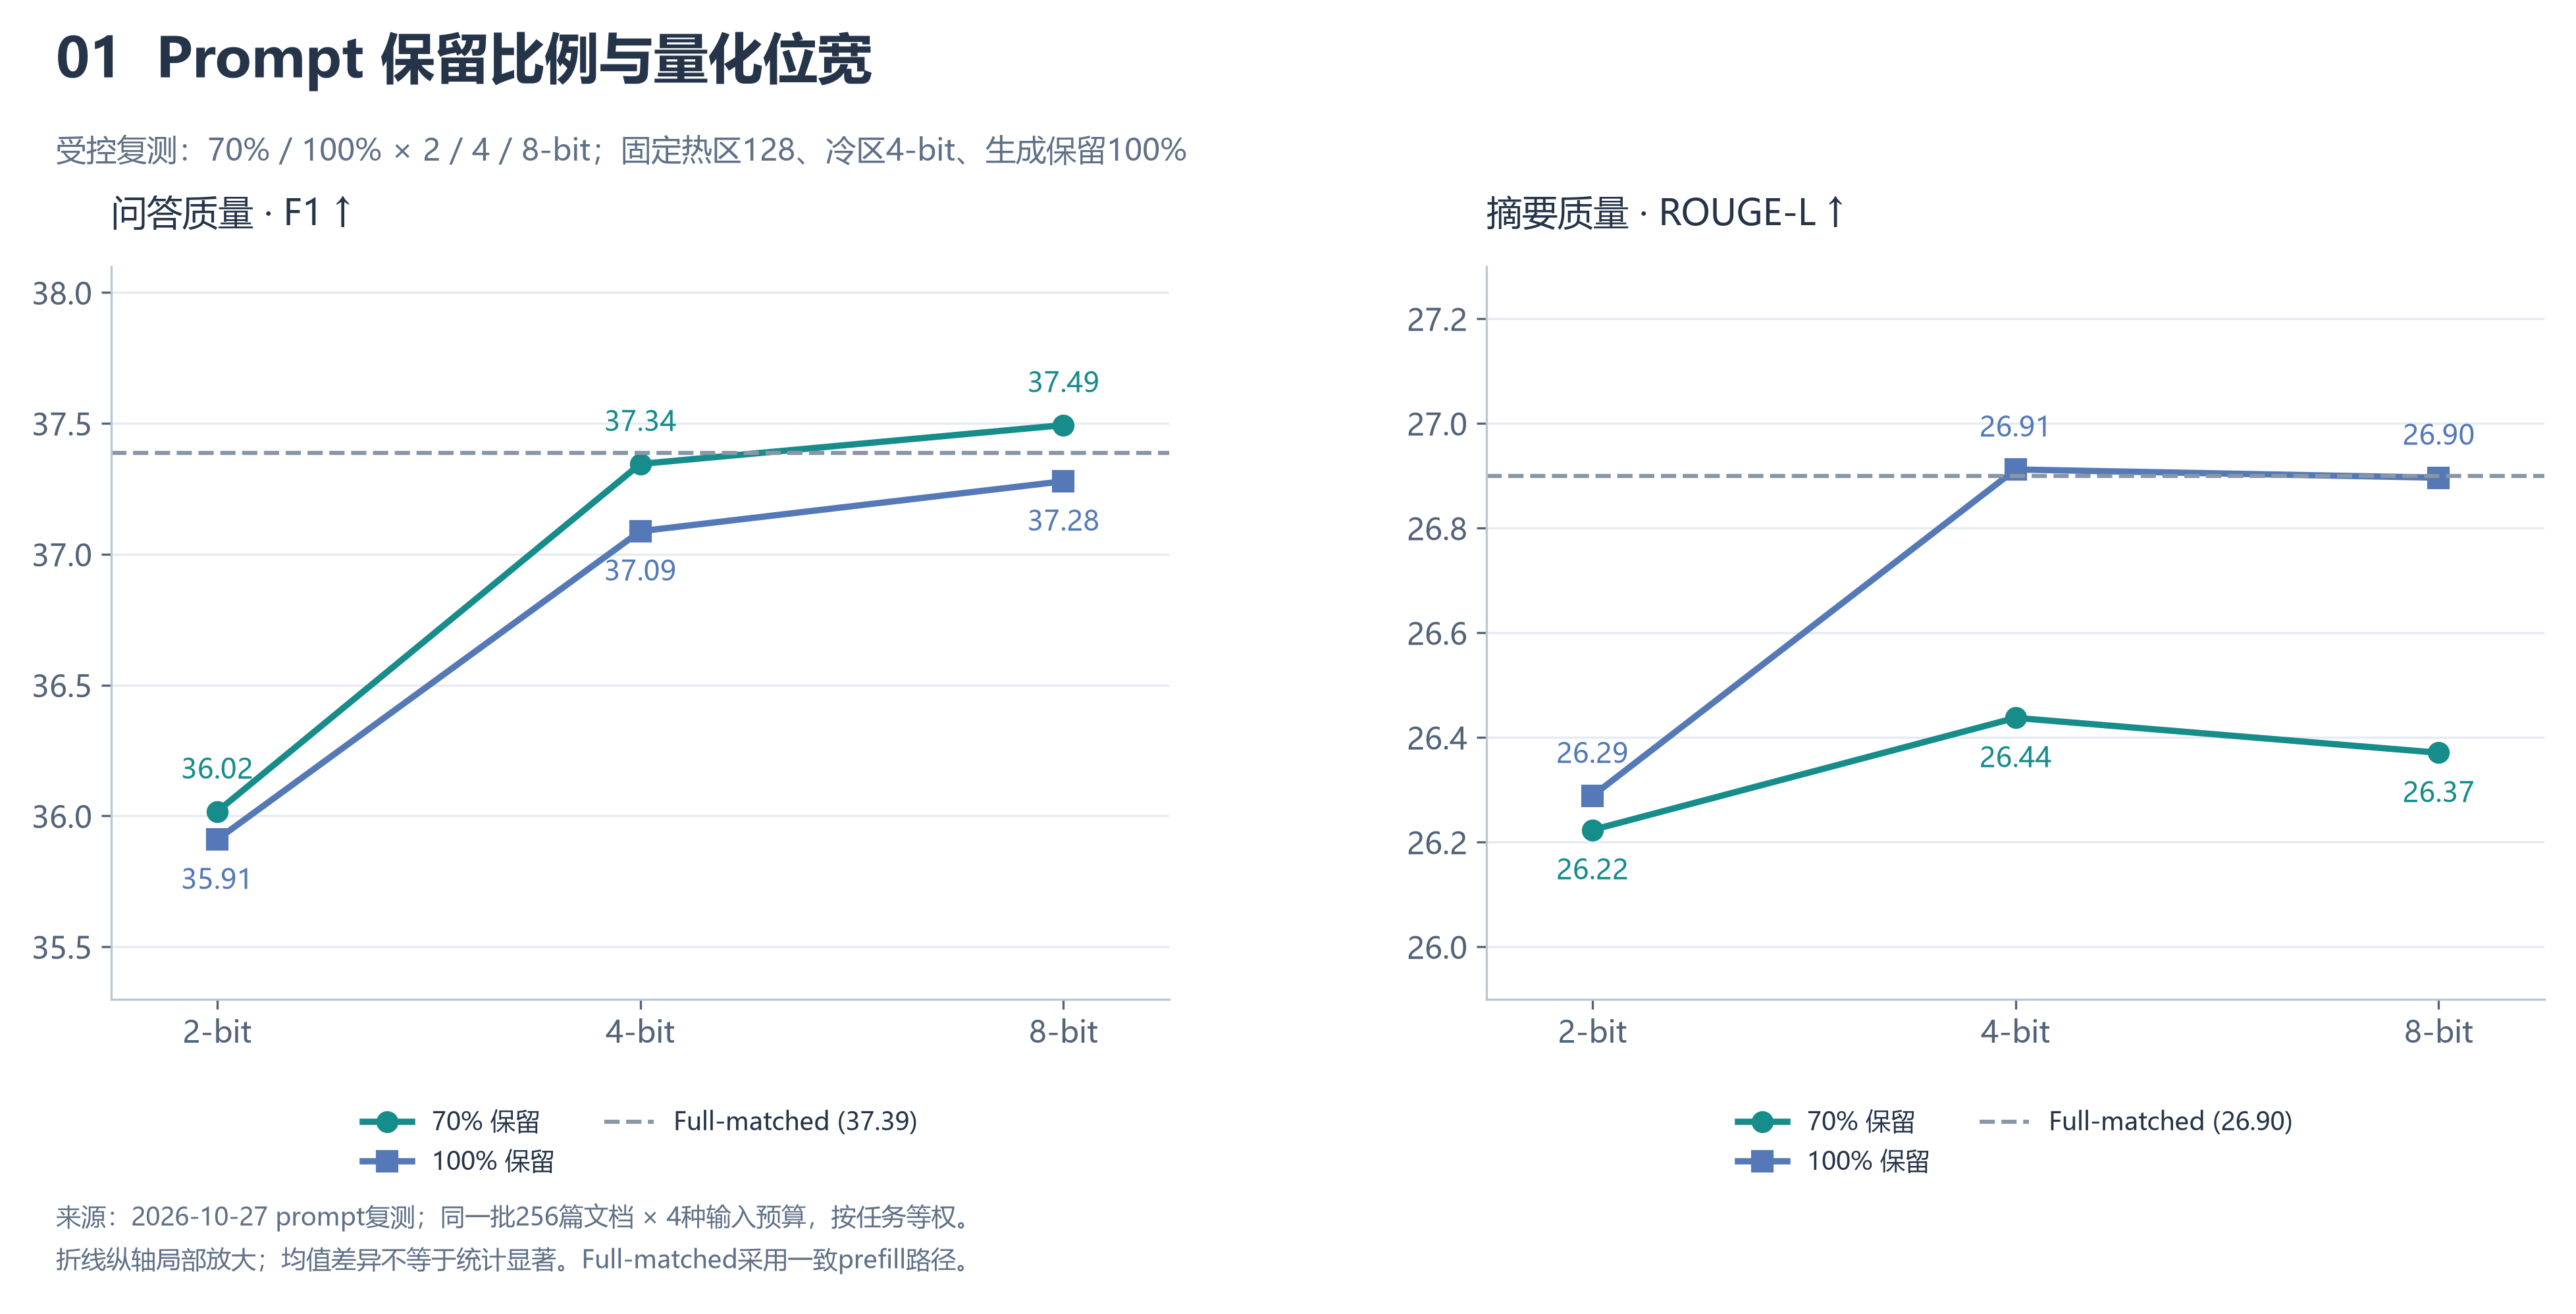 01 Prompt 保留比例与量化位宽
受控复测：70% / 100% × 2 / 4 / 8-bit；固定热区128、冷区4-bit、生成保留100%
问答质量 · F1 ↑
38.0
37.5
37.0
36.5
36.0
35.5
36.02
37.34
37.49
35.91
37.09
37.28
2-bit
4-bit
8-bit
70% 保留
100% 保留
Full-matched (37.39)
摘要质量 · ROUGE-L ↑
27.2
27.0
26.8
26.6
26.4
26.2
26.0
26.29
26.91
26.90
26.22
26.44
26.37
2-bit
4-bit
8-bit
70% 保留
100% 保留
Full-matched (26.90)
来源：2026-10-27 prompt复测；同一批256篇文档 × 4种输入预算，按任务等权。
折线纵轴局部放大；均值差异不等于统计显著。Full-matched采用一致prefill路径。